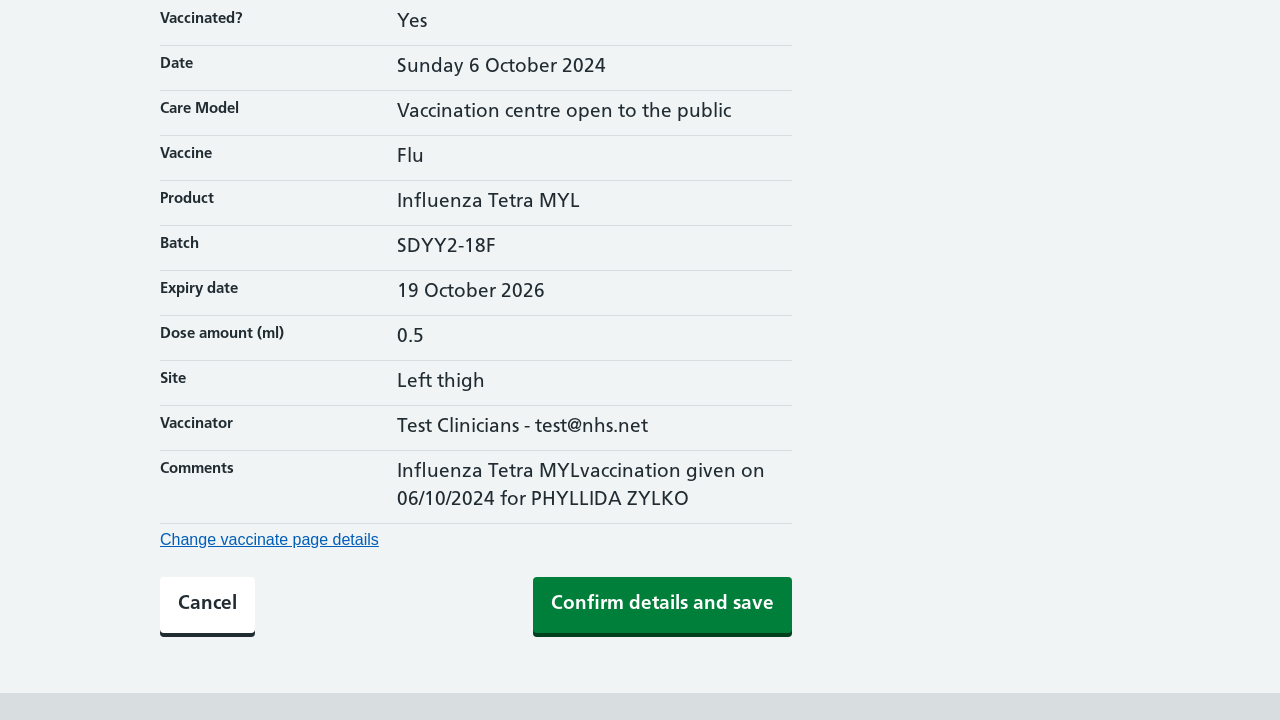 Vaccinated? Yes
Date Sunday 6 October 2024
Care Model Vaccination centre open to the public
Vaccine Flu
Product Influenza Tetra MYL
Batch SDYY2-18F
Expiry date 19 October 2026
Dose amount (ml) 0.5
Site Left thigh
Vaccinator Test Clinicians - test@nhs.net
Comments Influenza Tetra MYLvaccination given on
06/10/2024 for PHYLLIDA ZYLKO
Change vaccinate page details
Cancel Confirm details and save